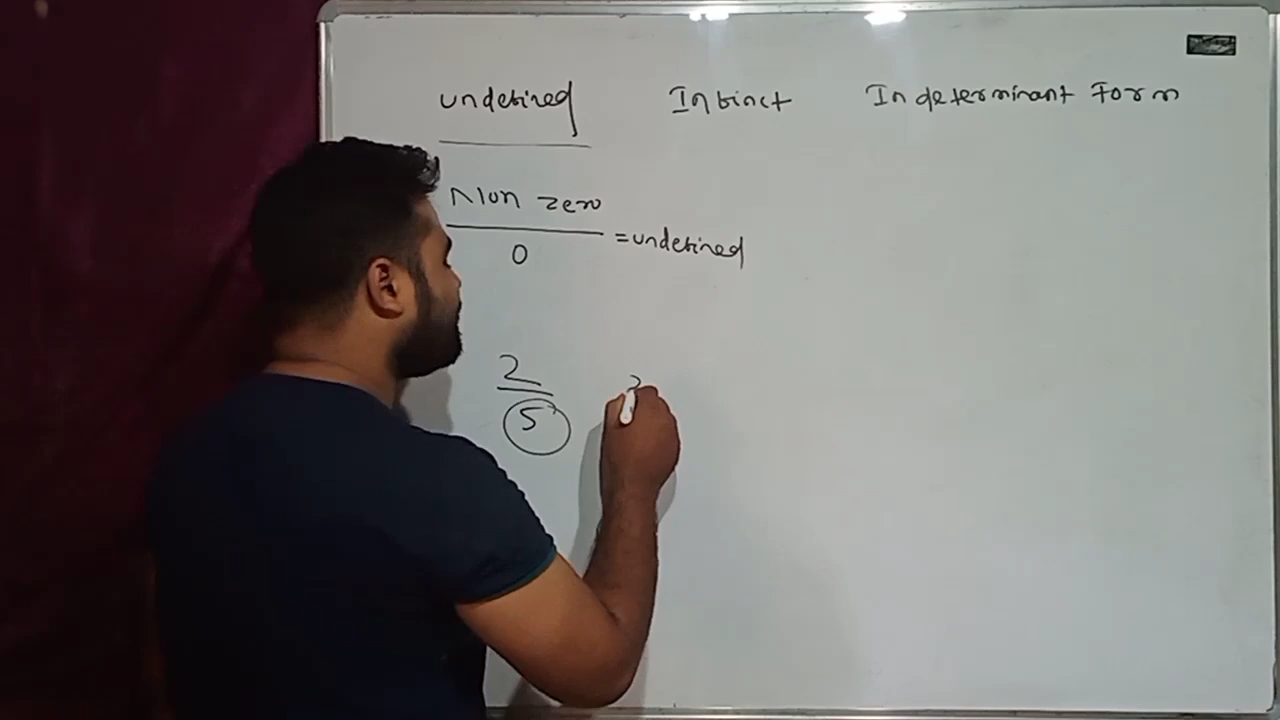 undefined Infinct Indeterminant Form
Non zero
= undefined
0
2
5